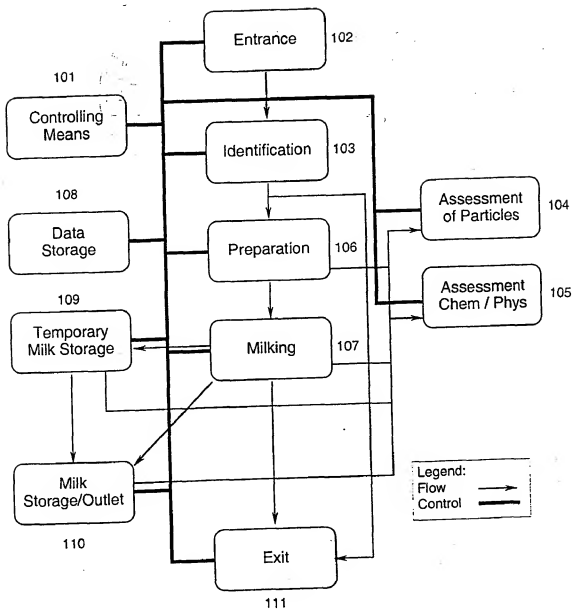 Entrance
102
101
Controlling
Means
Identification
103
108
Data
Storage
Assessment
of Particles
104
Preparation
106
Assessment
Chem / Phys
105
109
Temporary
Milk Storage
Milking
107
Milk
Storage/Outlet
110
Legend:
Flow
Control
Exit
111